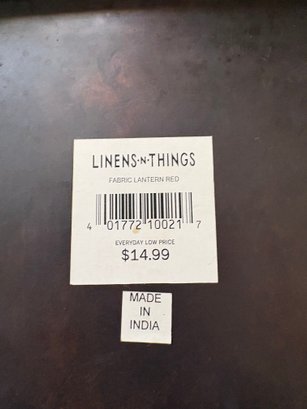 LINENS·N·THINGS
FABRIC LANTERN RED
4 01772 10021 7
EVERYDAY LOW PRICE
$14.99
MADE
IN
INDIA